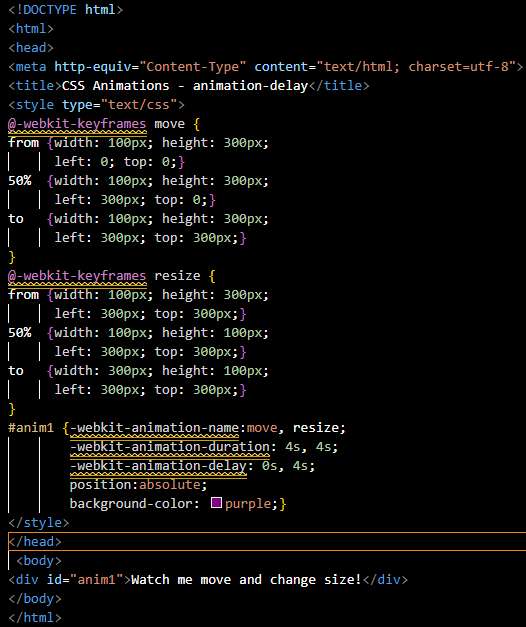 <!DOCTYPE html>
<html>
<head>
<meta http-equiv="Content-Type" content="text/html; charset=utf-8">
<title>CSS Animations - animation-delay</title>
<style type="text/css">
@-webkit-keyframes move {
from {width: 100px; height: 300px;
      left: 0; top: 0;}
50%  {width: 100px; height: 300px;
      left: 300px; top: 0;}
to   {width: 100px; height: 300px;
      left: 300px; top: 300px;}
}
@-webkit-keyframes resize {
from {width: 100px; height: 300px;
      left: 300px; top: 300px;}
50%  {width: 100px; height: 100px;
      left: 300px; top: 300px;}
to   {width: 300px; height: 100px;
      left: 300px; top: 300px;}
}
#anim1 {-webkit-animation-name:move, resize;
        -webkit-animation-duration: 4s, 4s;
        -webkit-animation-delay: 0s, 4s;
        position:absolute;
        background-color: purple;}
</style>
</head>
 <body>
<div id="anim1">Watch me move and change size!</div>
</body>
</html>